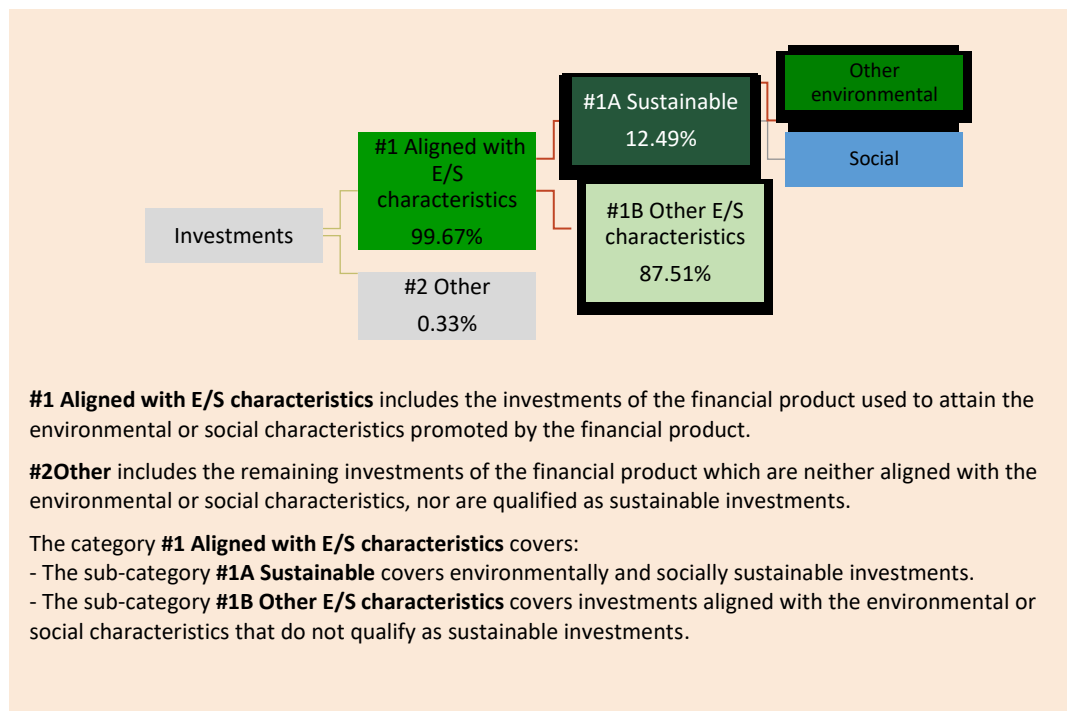 Investments
#1 Aligned with
E/S
characteristics
99.67%
#2 Other
0.33%
#1A Sustainable
12.49%
#1B Other E/S
characteristics
87.51%
Other
environmental
Social
#1 Aligned with E/S characteristics includes the investments of the financial product used to attain the
environmental or social characteristics promoted by the financial product.
#2Other includes the remaining investments of the financial product which are neither aligned with the
environmental or social characteristics, nor are qualified as sustainable investments.
The category #1 Aligned with E/S characteristics covers:
- The sub-category #1A Sustainable covers environmentally and socially sustainable investments.
- The sub-category #1B Other E/S characteristics covers investments aligned with the environmental or
social characteristics that do not qualify as sustainable investments.